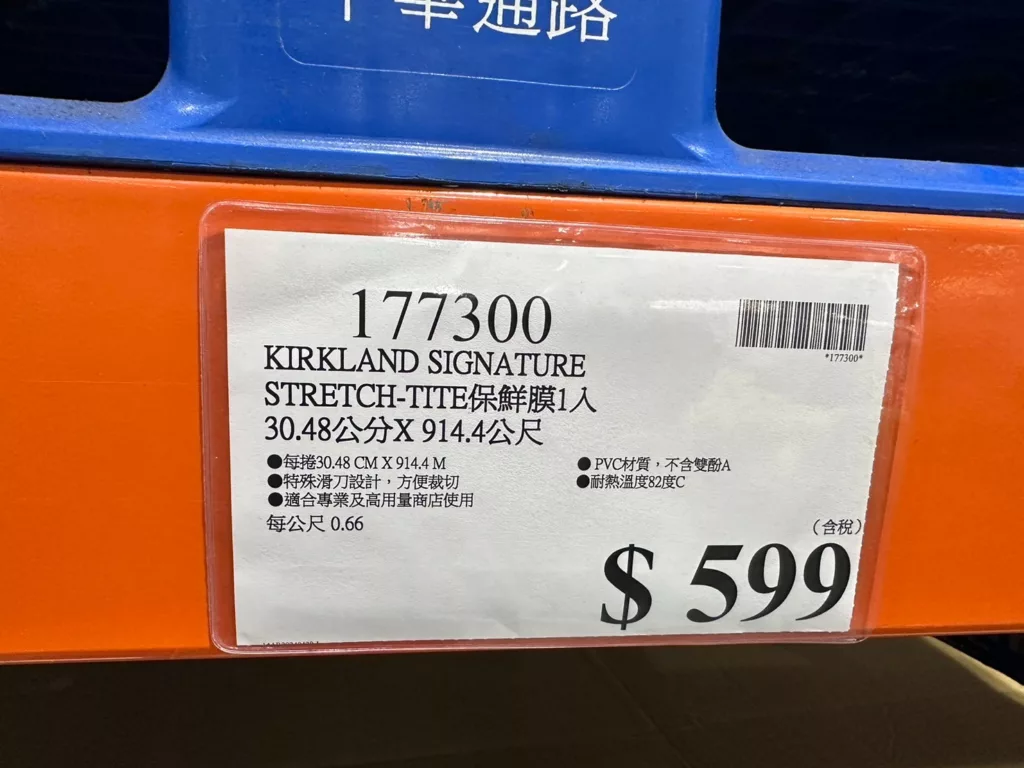 中華通路
177300
*177300*
KIRKLAND SIGNATURE
STRETCH-TITE保鮮膜1入
30.48公分X 914.4公尺
●每捲30.48 CM X 914.4 M
●特殊滑刀設計，方便裁切
●適合專業及高用量商店使用
●PVC材質，不含雙酚A
●耐熱溫度82度C
每公尺 0.66
（含稅）
$ 599